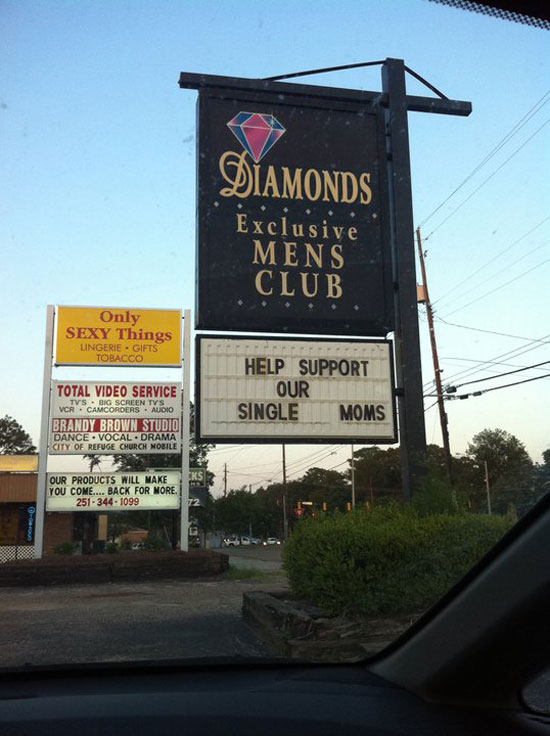 DIAMONDS
Exclusive
MENS
CLUB
HELP SUPPORT
OUR
SINGLE MOMS
Only
SEXY Things
LINGERIE • GIFTS
TOBACCO
TOTAL VIDEO SERVICE
TV'S • BIG SCREEN TV'S
VCR • CAMCORDERS • AUDIO
BRANDY BROWN STUDIO
DANCE • VOCAL • DRAMA
CITY OF REFUGE CHURCH MOBILE
OUR PRODUCTS WILL MAKE
YOU COME.... BACK FOR MORE.
251-344-1099